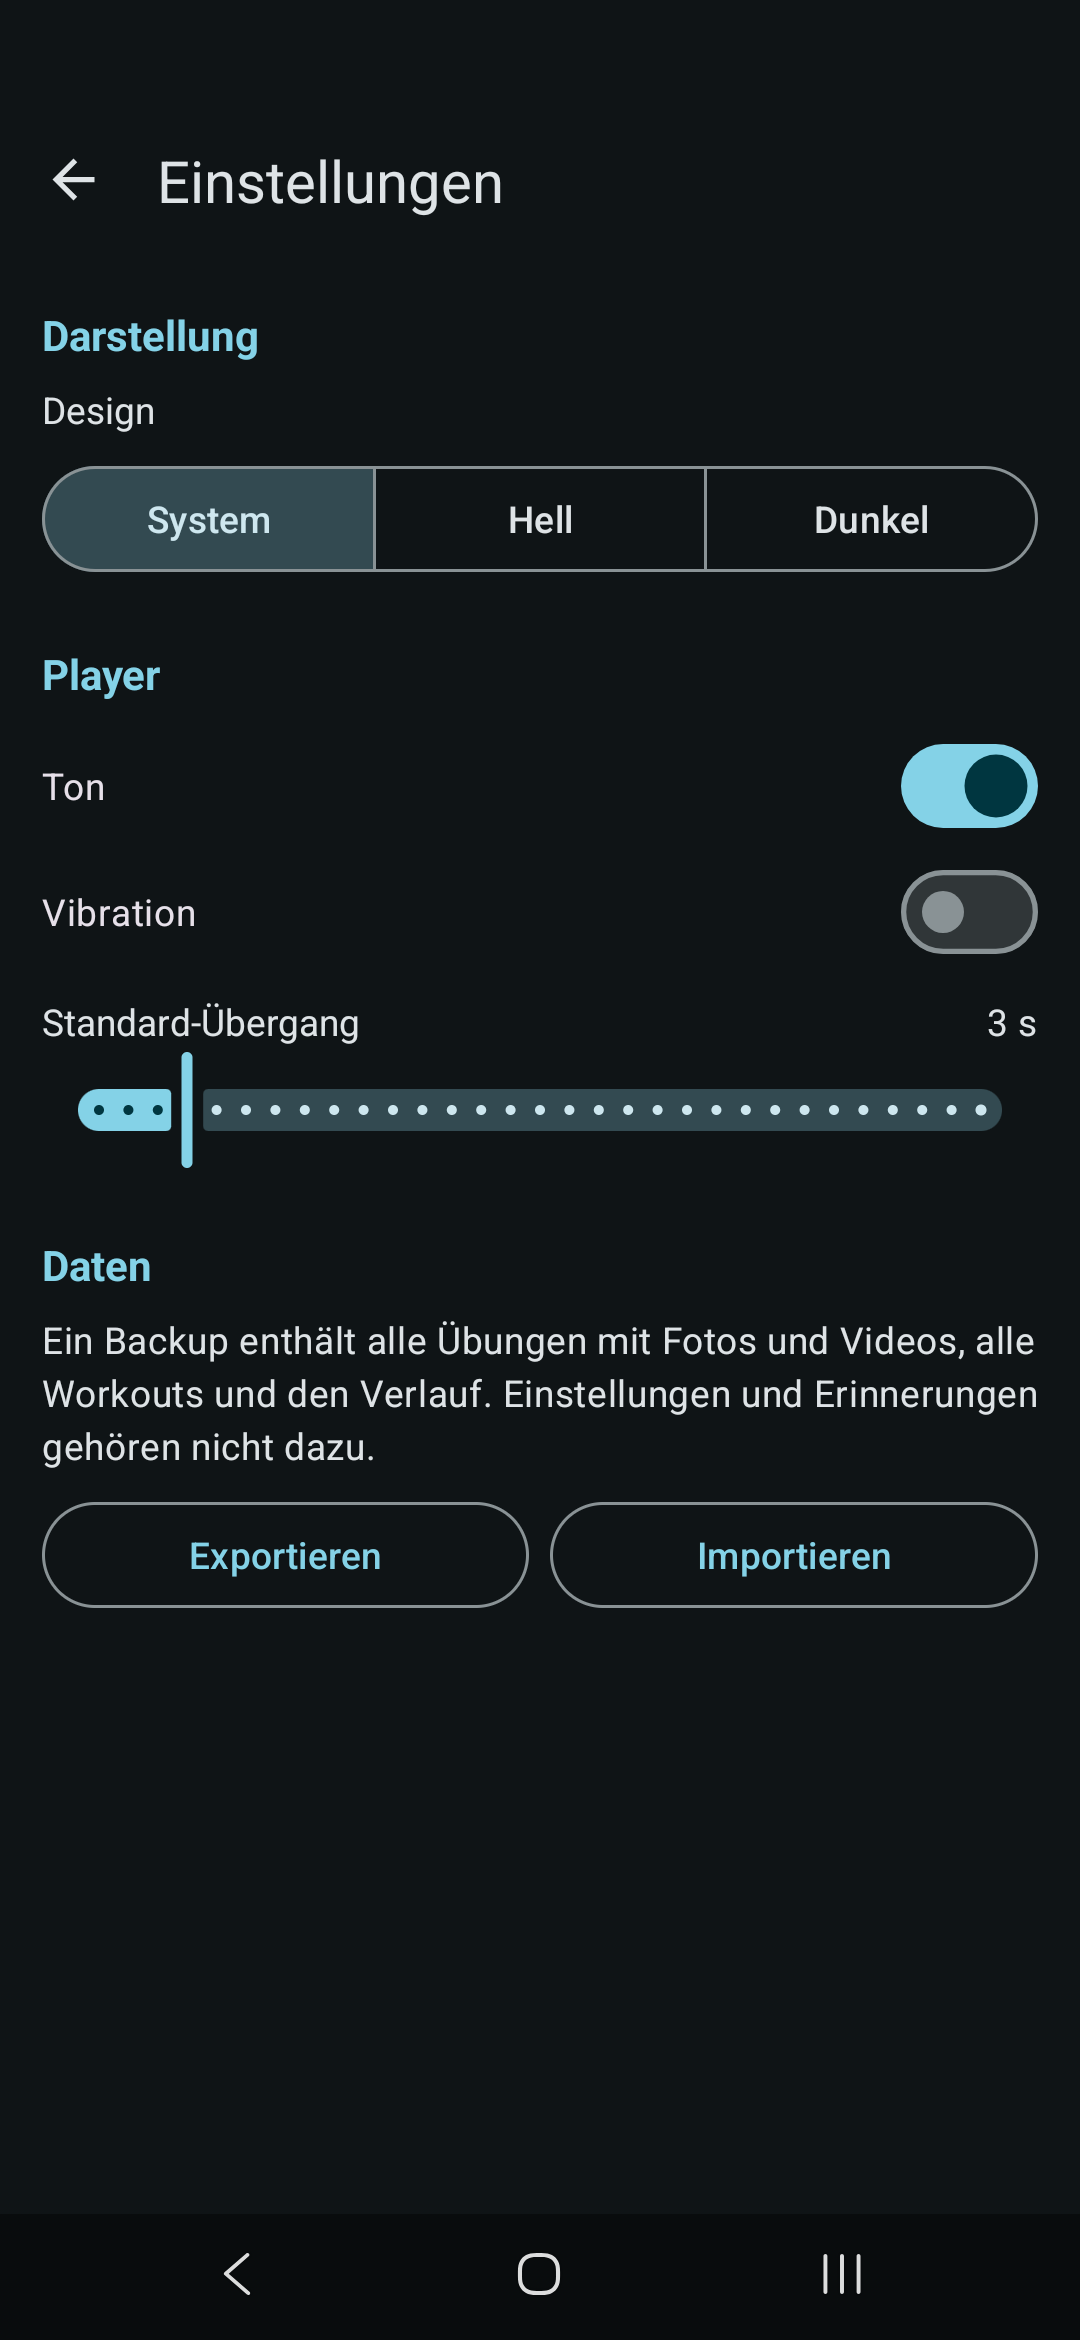 Einstellungen
Darstellung
Design
System
Hell
Dunkel
Player
Ton
Vibration
Standard-Übergang
3 s
Daten
Ein Backup enthält alle Übungen mit Fotos und Videos, alle
Workouts und den Verlauf. Einstellungen und Erinnerungen
gehören nicht dazu.
Exportieren
Importieren